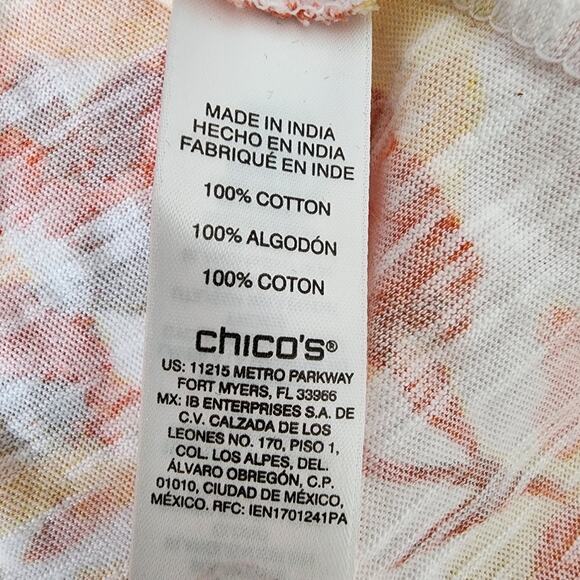 MADE IN INDIA
HECHO EN INDIA
FABRIQUÉ EN INDE
100% COTTON
100% ALGODÓN
100% COTON
chico's®
US: 11215 METRO PARKWAY
FORT MYERS, FL 33966
MX: IB ENTERPRISES S.A. DE
C.V. CALZADA DE LOS
LEONES NO. 170, PISO 1,
COL. LOS ALPES, DEL.
ÁLVARO OBREGÓN, C.P.
01010, CIUDAD DE MÉXICO,
MÉXICO. RFC: IEN1701241PA